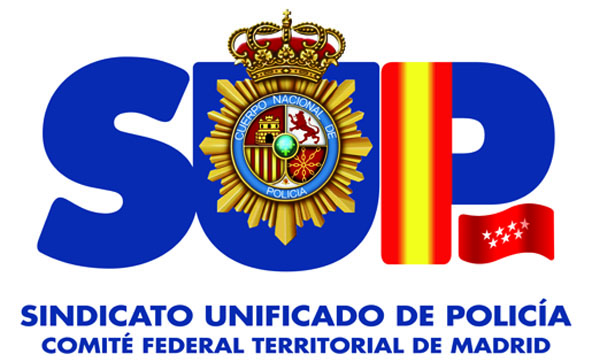 SUP
CUERPO NACIONAL DE POLICIA
SINDICATO UNIFICADO DE POLICÍA
COMITÉ FEDERAL TERRITORIAL DE MADRID